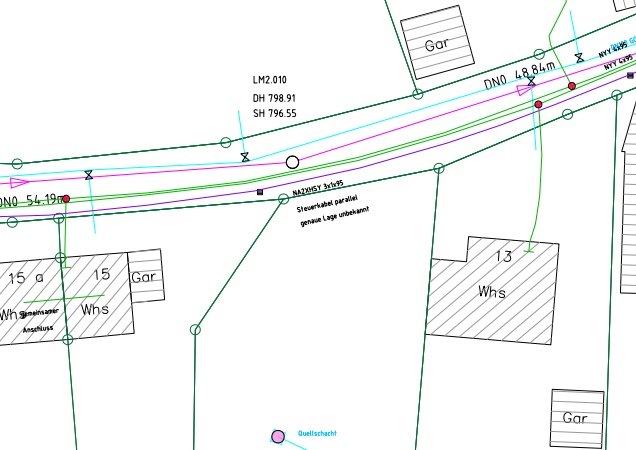 Gar
NYY 4x95
NYY 4x95
LM2.010
DH 798.91
SH 796.55
DN0 48.84m
NA2XHSY 3x1x95
Steuerkabel parallel
genaue Lage unbekannt
DN0 54.19m
15 a
15
Gar
13
Whs
Whs
Whs
gemeinsamer
Anschluss
Gar
Quellschacht